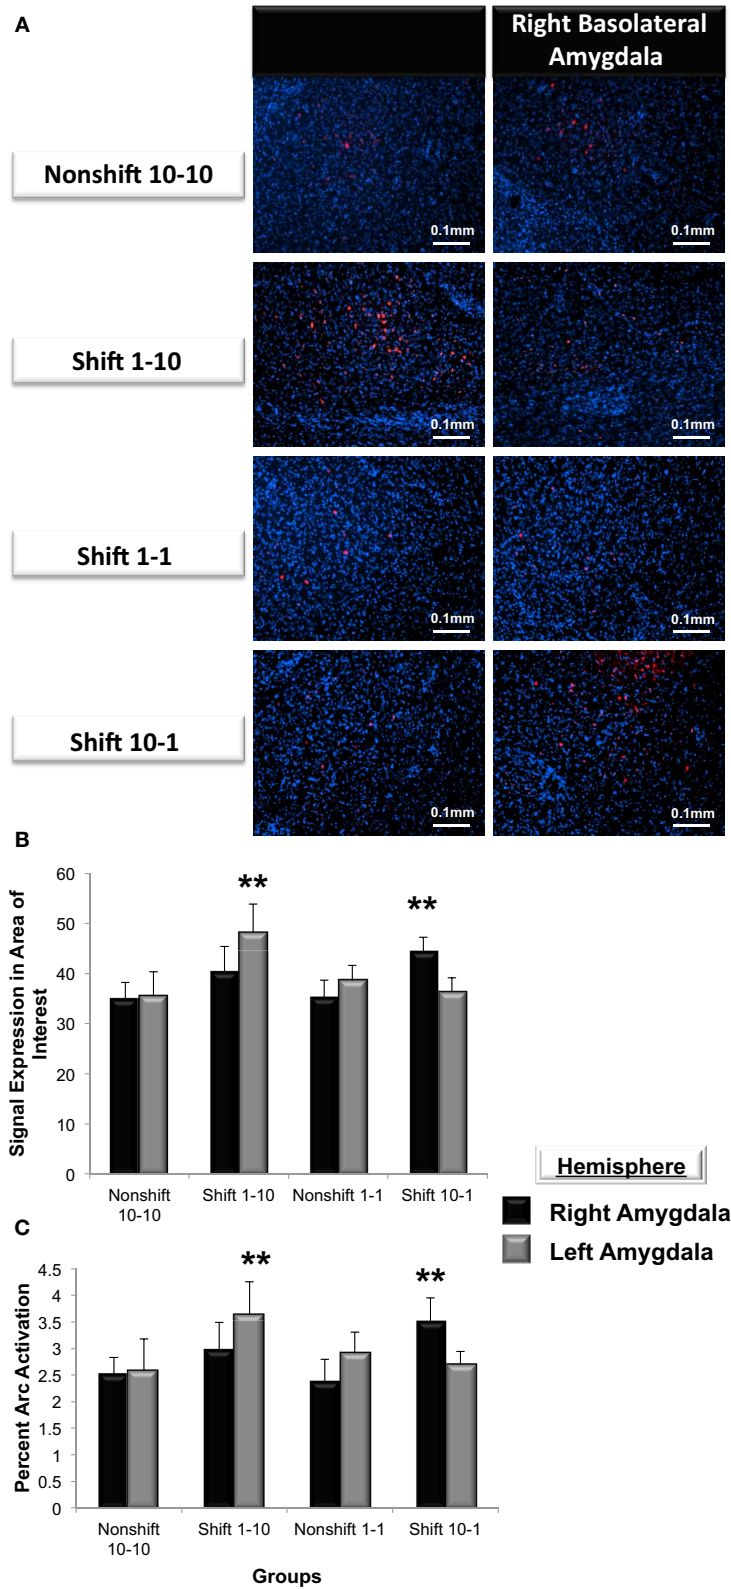 A
Right Basolateral
Amygdala
Nonshift 10-10
0.1mm
0.1mm
Shift 1-10
0.1mm
0.1mm
Shift 1-1
0.1mm
0.1mm
Shift 10-1
0.1mm
0.1mm
B
Signal Expression in Area of
Interest
60
50
40
30
20
10
0
**
**
Nonshift
10-10
Shift 1-10
Nonshift 1-1
Shift 10-1
Hemisphere
Right Amygdala
Left Amygdala
C
Percent Arc Activation
4.5
4
3.5
3
2.5
2
1.5
1
0.5
0
**
**
Nonshift
10-10
Shift 1-10
Nonshift 1-1
Shift 10-1
Groups